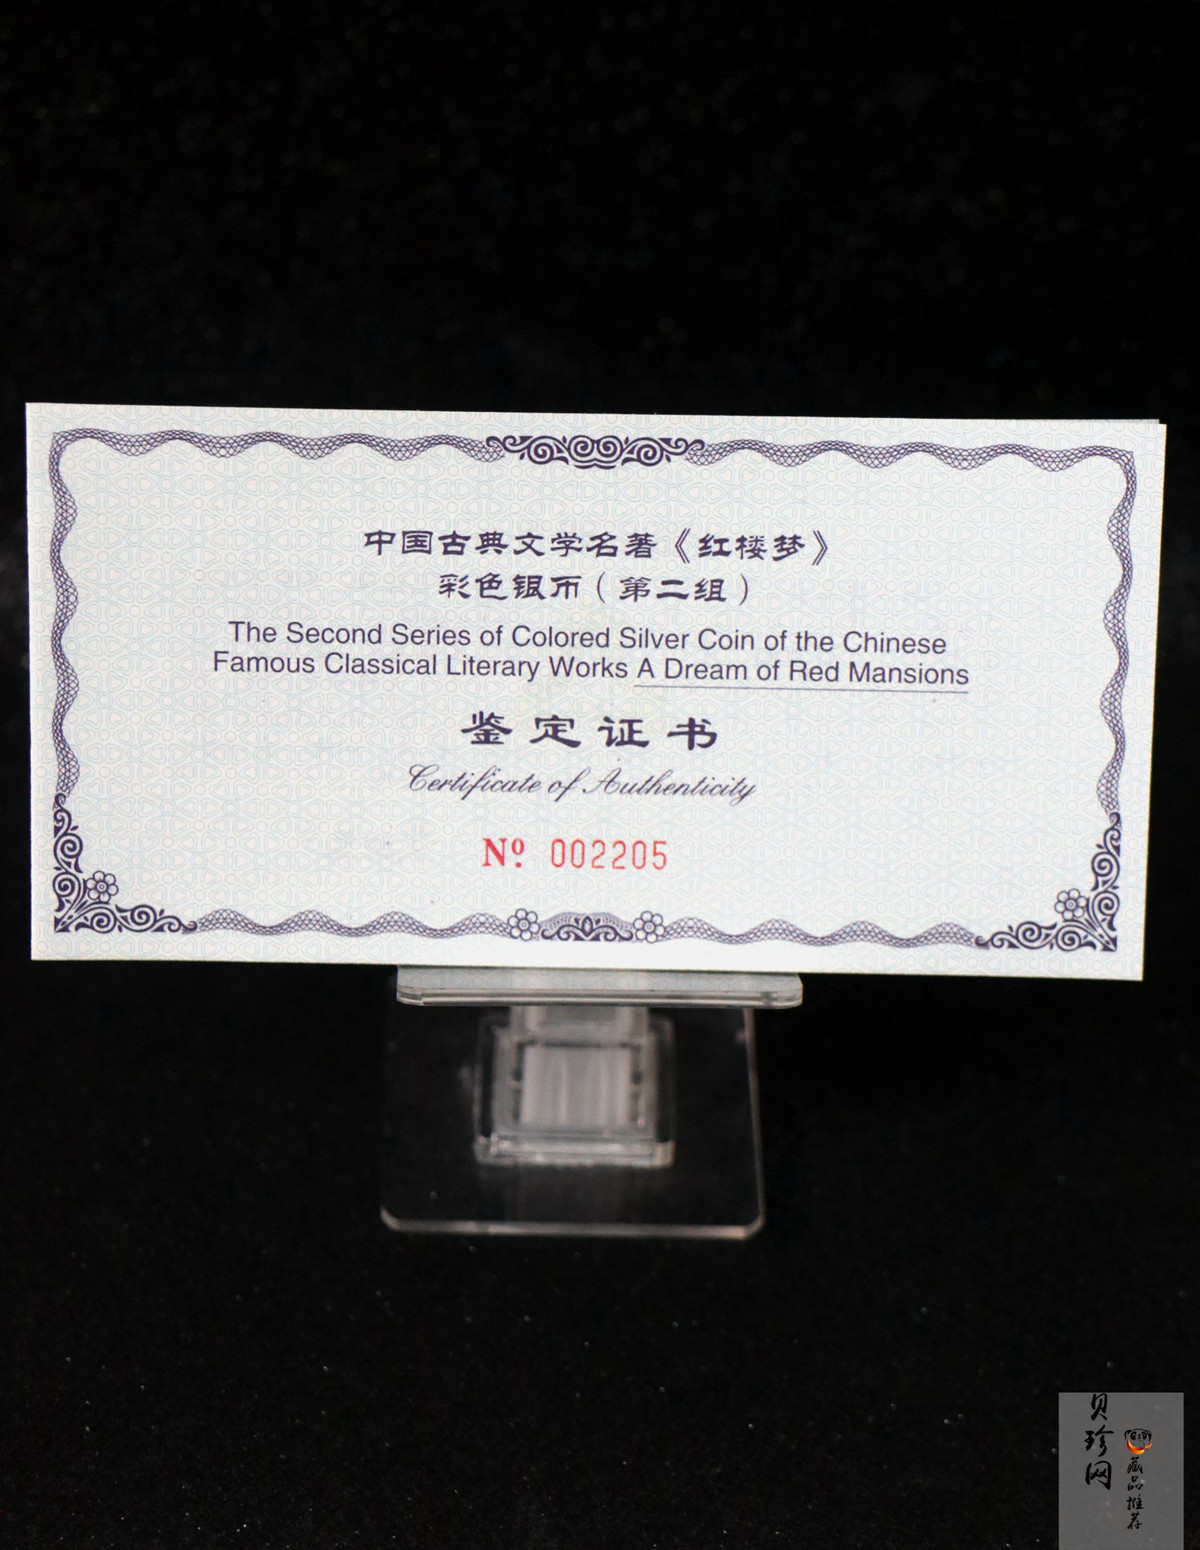 中国古典文学名著《红楼梦》
彩色银币（第二组）
The Second Series of Colored Silver Coin of the Chinese
Famous Classical Literary Works A Dream of Red Mansions
鉴定证书
Certificate of Authenticity
Nº 002205
贝珍网
藏品推荐